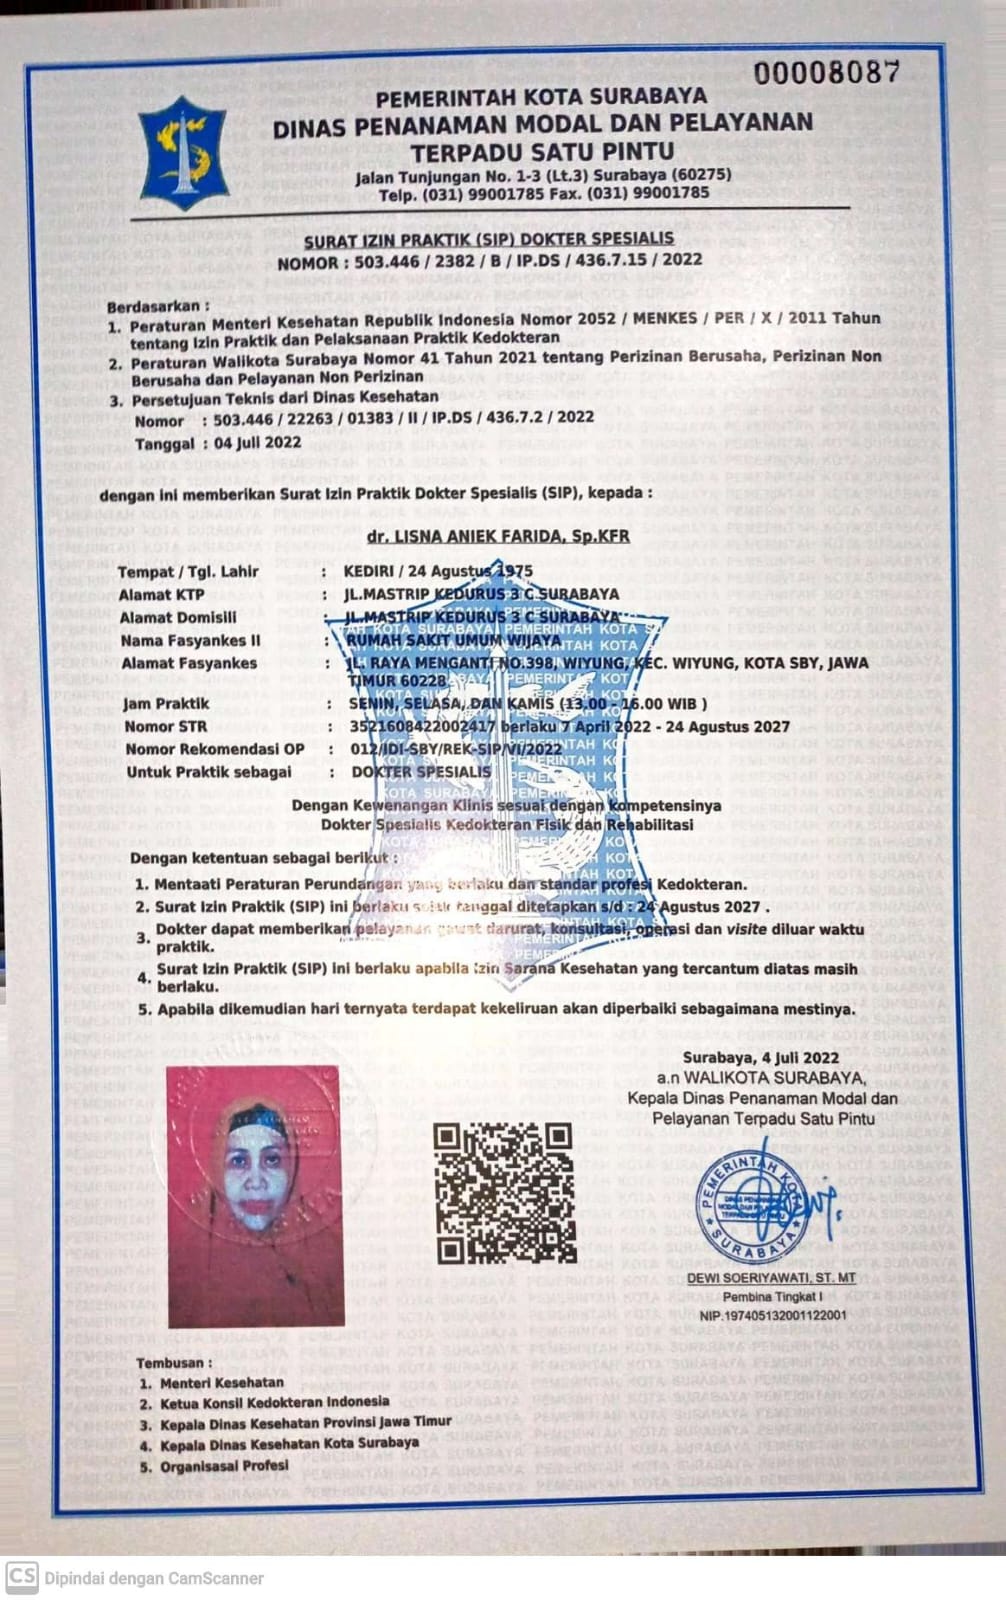 00008087
PEMERINTAH KOTA SURABAYA
DINAS PENANAMAN MODAL DAN PELAYANAN
TERPADU SATU PINTU
Jalan Tunjungan No. 1-3 (Lt.3) Surabaya (60275)
Telp. (031) 99001785 Fax. (031) 99001785
SURAT IZIN PRAKTIK (SIP) DOKTER SPESIALIS
NOMOR : 503.446 / 2382 / B / IP.DS / 436.7.15 / 2022
Berdasarkan :
1. Peraturan Menteri Kesehatan Republik Indonesia Nomor 2052 / MENKES / PER / X / 2011 Tahun
tentang Izin Praktik dan Pelaksanaan Praktik Kedokteran
2. Peraturan Walikota Surabaya Nomor 41 Tahun 2021 tentang Perizinan Berusaha, Perizinan Non
Berusaha dan Pelayanan Non Perizinan
3. Persetujuan Teknis dari Dinas Kesehatan
Nomor : 503.446 / 22263 / 01383 / II / IP.DS / 436.7.2 / 2022
Tanggal : 04 Juli 2022
dengan ini memberikan Surat Izin Praktik Dokter Spesialis (SIP), kepada :
dr. LISNA ANIEK FARIDA, Sp.KFR
Tempat / Tgl. Lahir : KEDIRI / 24 Agustus 1975
Alamat KTP : JL.MASTRIP KEDURUS 3 C SURABAYA
Alamat Domisili : JL.MASTRIP KEDURUS 3 C SURABAYA
Nama Fasyankes II : RUMAH SAKIT UMUM WIJAYA
Alamat Fasyankes : JL. RAYA MENGANTI NO.398, WIYUNG, KEC. WIYUNG, KOTA SBY, JAWA
TIMUR 60228
Jam Praktik : SENIN, SELASA, DAN KAMIS (13.00 - 16.00 WIB )
Nomor STR : 3521608422002417 berlaku 7 April 2022 - 24 Agustus 2027
Nomor Rekomendasi OP : 012/IDI-SBY/REK-SIP/VI/2022
Untuk Praktik sebagai : DOKTER SPESIALIS
Dengan Kewenangan Klinis sesuai dengan kompetensinya
Dokter Spesialis Kedokteran Fisik dan Rehabilitasi
Dengan ketentuan sebagai berikut :
1. Mentaati Peraturan Perundangan yang berlaku dan standar profesi Kedokteran.
2. Surat Izin Praktik (SIP) ini berlaku sejak tanggal ditetapkan s/d : 24 Agustus 2027 .
3. Dokter dapat memberikan pelayanan gawat darurat, konsultasi, operasi dan visite diluar waktu
praktik.
4. Surat Izin Praktik (SIP) ini berlaku apabila izin Sarana Kesehatan yang tercantum diatas masih
berlaku.
5. Apabila dikemudian hari ternyata terdapat kekeliruan akan diperbaiki sebagaimana mestinya.
Surabaya, 4 Juli 2022
a.n WALIKOTA SURABAYA,
Kepala Dinas Penanaman Modal dan
Pelayanan Terpadu Satu Pintu
PEMERINTAH KOTA
DINAS PENANAMAN
MODAL DAN PELAYANAN
TERPADU SATU PINTU
SURABAYA
DEWI SOERIYAWATI, ST. MT
Pembina Tingkat I
NIP.197405132001122001
Tembusan :
1. Menteri Kesehatan
2. Ketua Konsil Kedokteran Indonesia
3. Kepala Dinas Kesehatan Provinsi Jawa Timur
4. Kepala Dinas Kesehatan Kota Surabaya
5. Organisasai Profesi
CS Dipindai dengan CamScanner